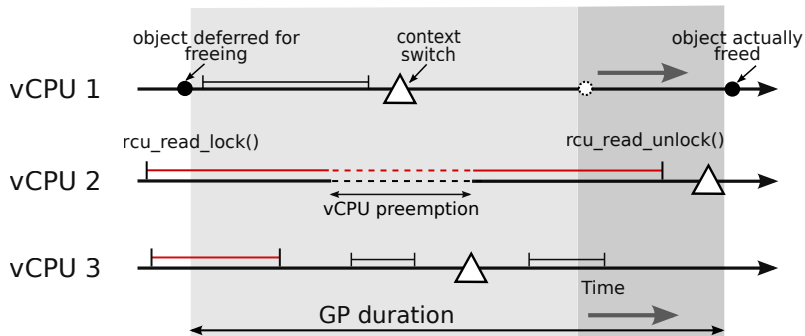 object deferred for
freeing
context
switch
object actually
freed
vCPU 1
rcu_read_lock()
rcu_read_unlock()
vCPU 2
vCPU preemption
vCPU 3
Time
GP duration